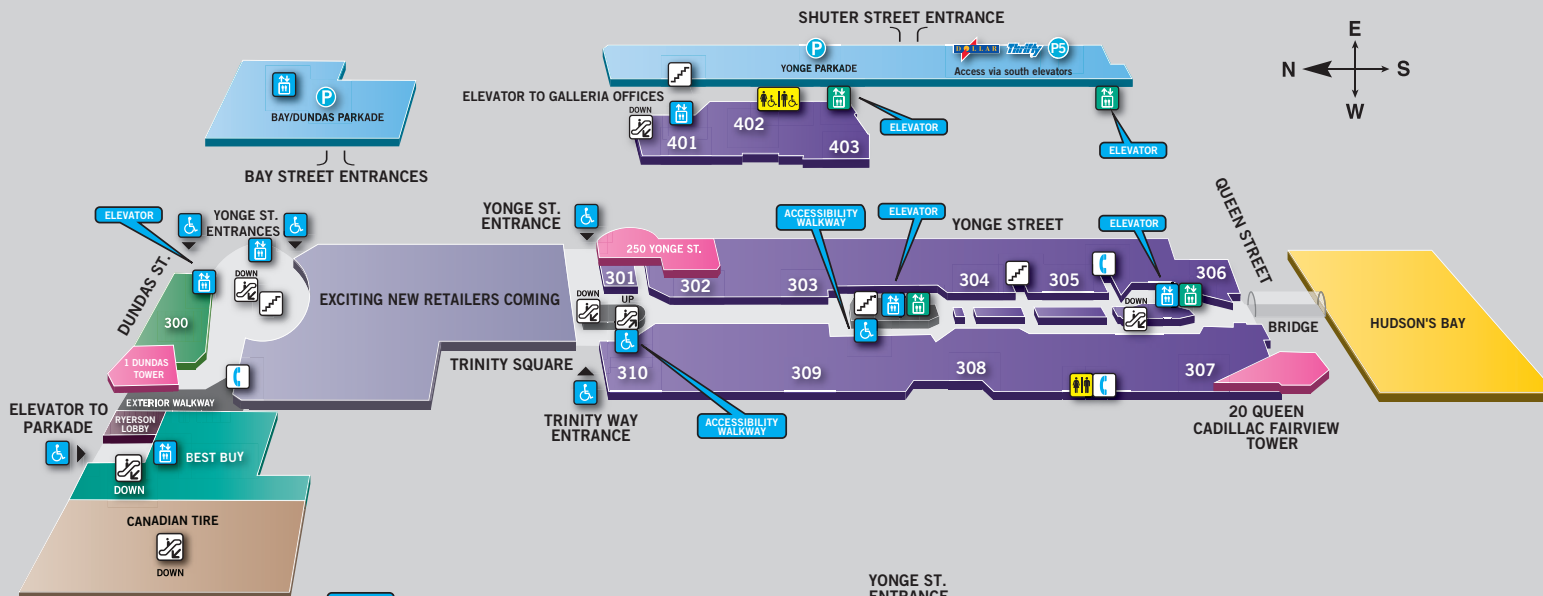 SHUTER STREET ENTRANCE
P
YONGE PARKADE
DOLLAR
Thrifty
P5
Access via south elevators
E
N
S
W
P
BAY/DUNDAS PARKADE
BAY STREET ENTRANCES
ELEVATOR TO GALLERIA OFFICES
DOWN
401
402
403
ELEVATOR
ELEVATOR
ELEVATOR
YONGE ST.
ENTRANCES
DUNDAS ST.
DOWN
300
1 DUNDAS
TOWER
EXCITING NEW RETAILERS COMING
YONGE ST.
ENTRANCE
250 YONGE ST.
ACCESSIBILITY
WALKWAY
ELEVATOR
YONGE STREET
ELEVATOR
QUEEN STREET
301
302
303
304
305
306
DOWN
UP
DOWN
BRIDGE
HUDSON'S BAY
TRINITY SQUARE
310
309
308
307
TRINITY WAY
ENTRANCE
ACCESSIBILITY
WALKWAY
20 QUEEN
CADILLAC FAIRVIEW
TOWER
EXTERIOR WALKWAY
ELEVATOR TO
PARKADE
RYERSON
LOBBY
BEST BUY
DOWN
CANADIAN TIRE
DOWN
YONGE ST.
ENTRANCE